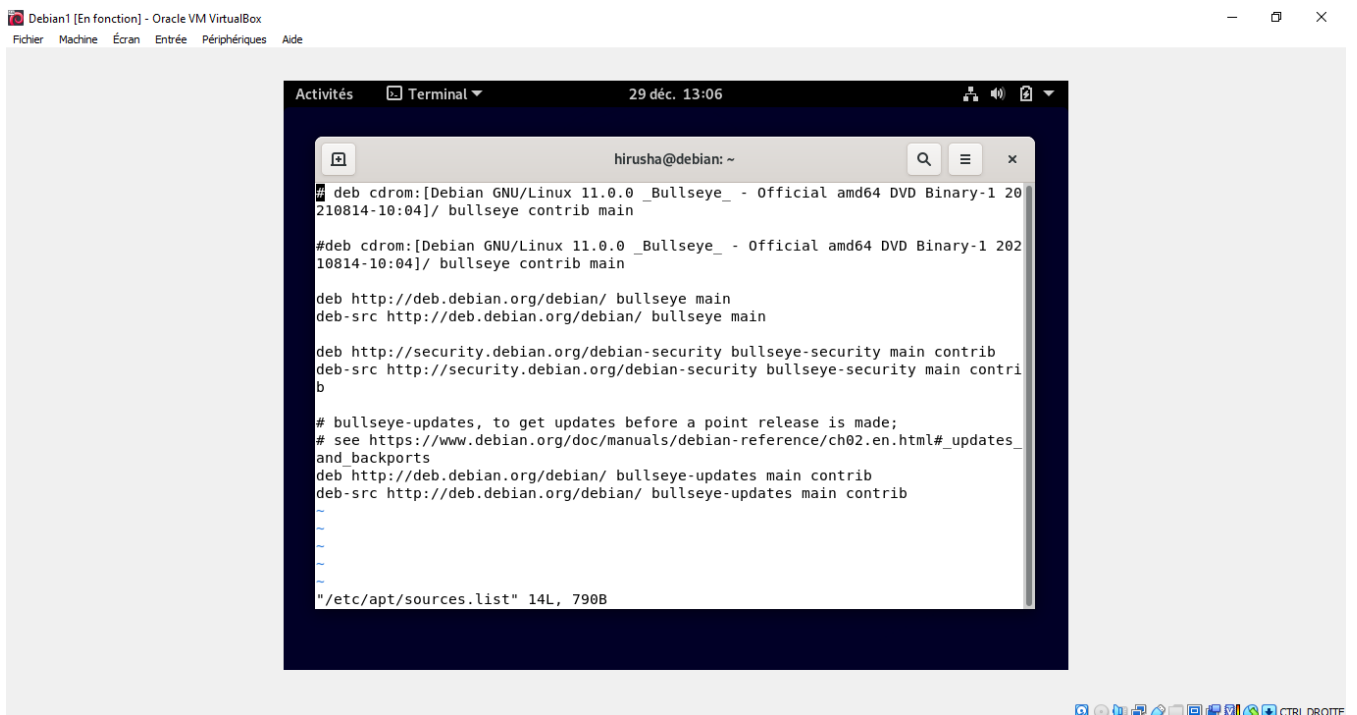 Debian1 [En fonction] - Oracle VM VirtualBox
Fichier Machine Écran Entrée Périphériques Aide
Activités Terminal 29 déc. 13:06
hirusha@debian: ~
# deb cdrom:[Debian GNU/Linux 11.0.0 _Bullseye_ - Official amd64 DVD Binary-1 20
210814-10:04]/ bullseye contrib main
#deb cdrom:[Debian GNU/Linux 11.0.0 _Bullseye_ - Official amd64 DVD Binary-1 202
10814-10:04]/ bullseye contrib main
deb http://deb.debian.org/debian/ bullseye main
deb-src http://deb.debian.org/debian/ bullseye main
deb http://security.debian.org/debian-security bullseye-security main contrib
deb-src http://security.debian.org/debian-security bullseye-security main contri
b
# bullseye-updates, to get updates before a point release is made;
# see https://www.debian.org/doc/manuals/debian-reference/ch02.en.html#_updates_
and_backports
deb http://deb.debian.org/debian/ bullseye-updates main contrib
deb-src http://deb.debian.org/debian/ bullseye-updates main contrib
~
~
~
~
~
"/etc/apt/sources.list" 14L, 790B
CTRL DROITE